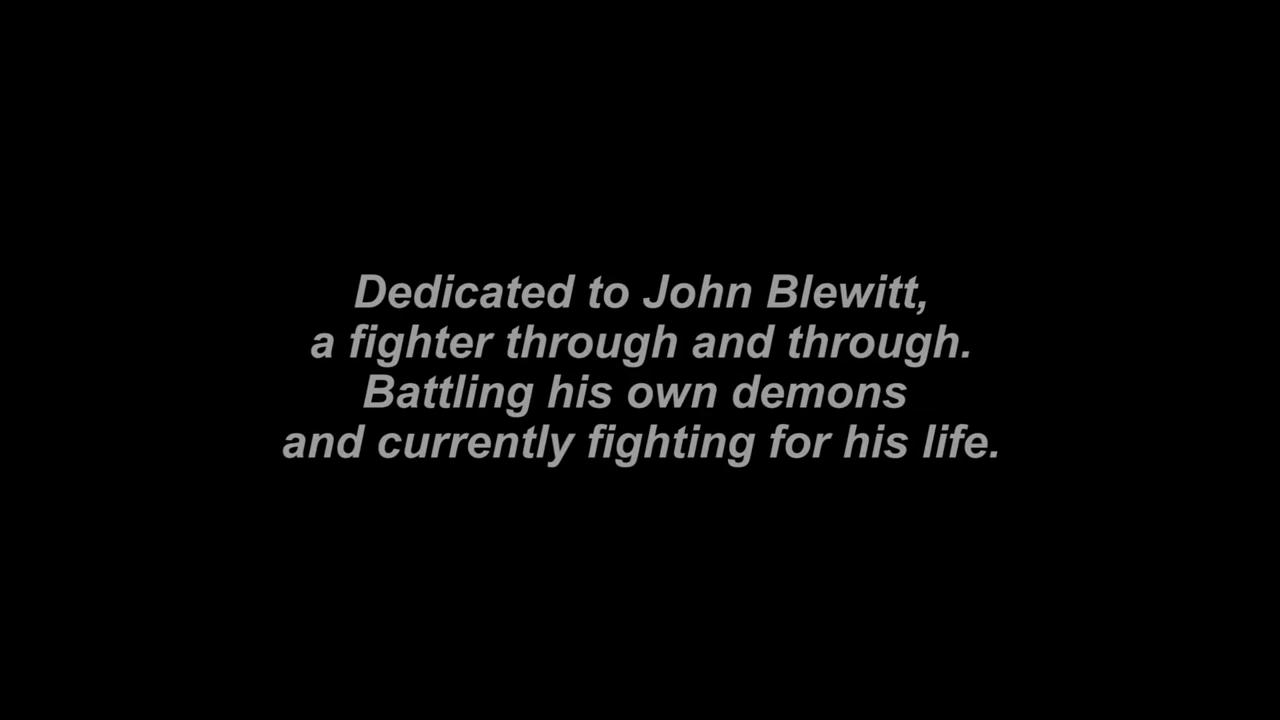 Dedicated to John Blewitt,
a fighter through and through.
Battling his own demons
and currently fighting for his life.